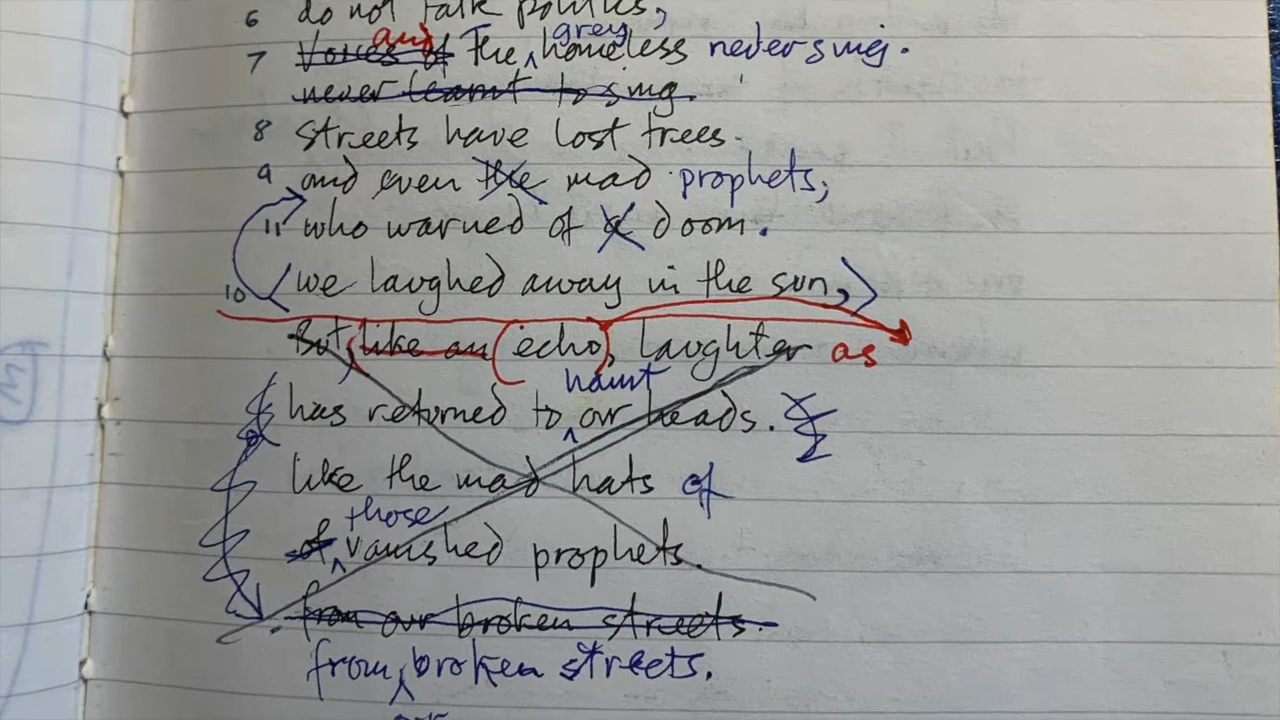 6 do not talk politics,
and grey
7 Voices of The homeless never sing.
never learnt to sing.
8 Streets have lost trees.
9 and even the mad prophets,
11 who warned of a doom.
10 (we laughed away in the sun,)
But, like an (echo), laughter as
haunt
has returned to our heads.
like the mad hats of
those
of vanished prophets.
from our broken streets.
from broken streets.